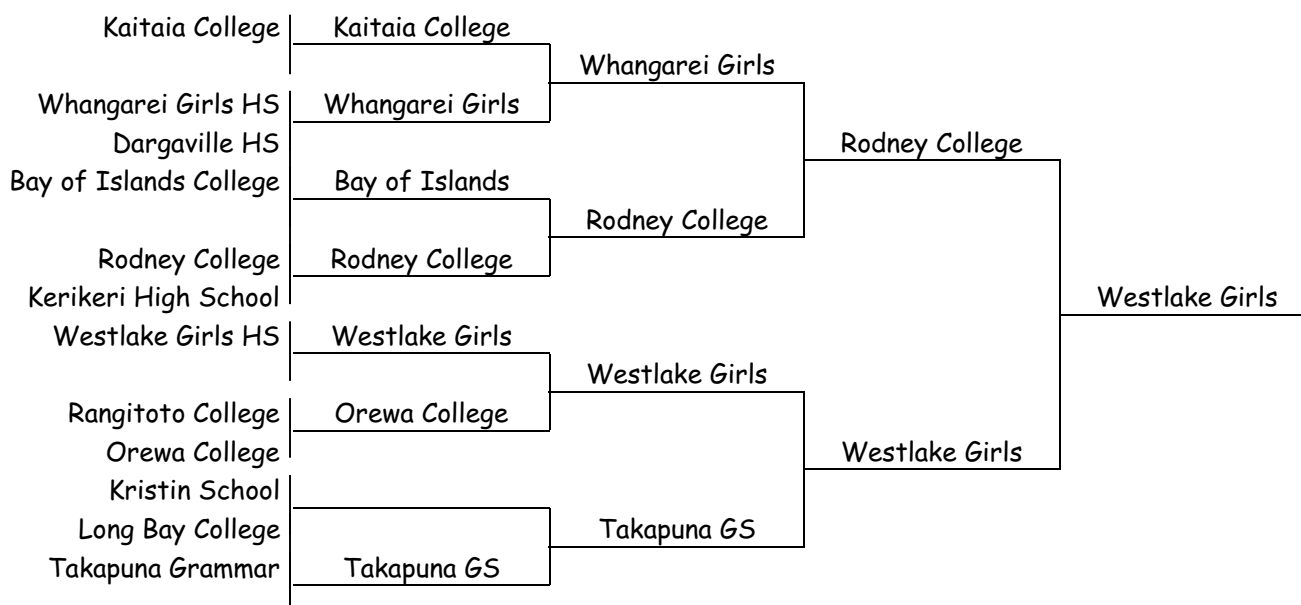 Kaitaia College Kaitaia College
Whangarei Girls
Whangarei Girls HS Whangarei Girls
Dargaville HS Rodney College
Bay of Islands College Bay of Islands
Rodney College
Rodney College Rodney College
Kerikeri High School Westlake Girls
Westlake Girls HS Westlake Girls
Westlake Girls
Rangitoto College Orewa College
Orewa College Westlake Girls
Kristin School
Long Bay College Takapuna GS
Takapuna Grammar Takapuna GS